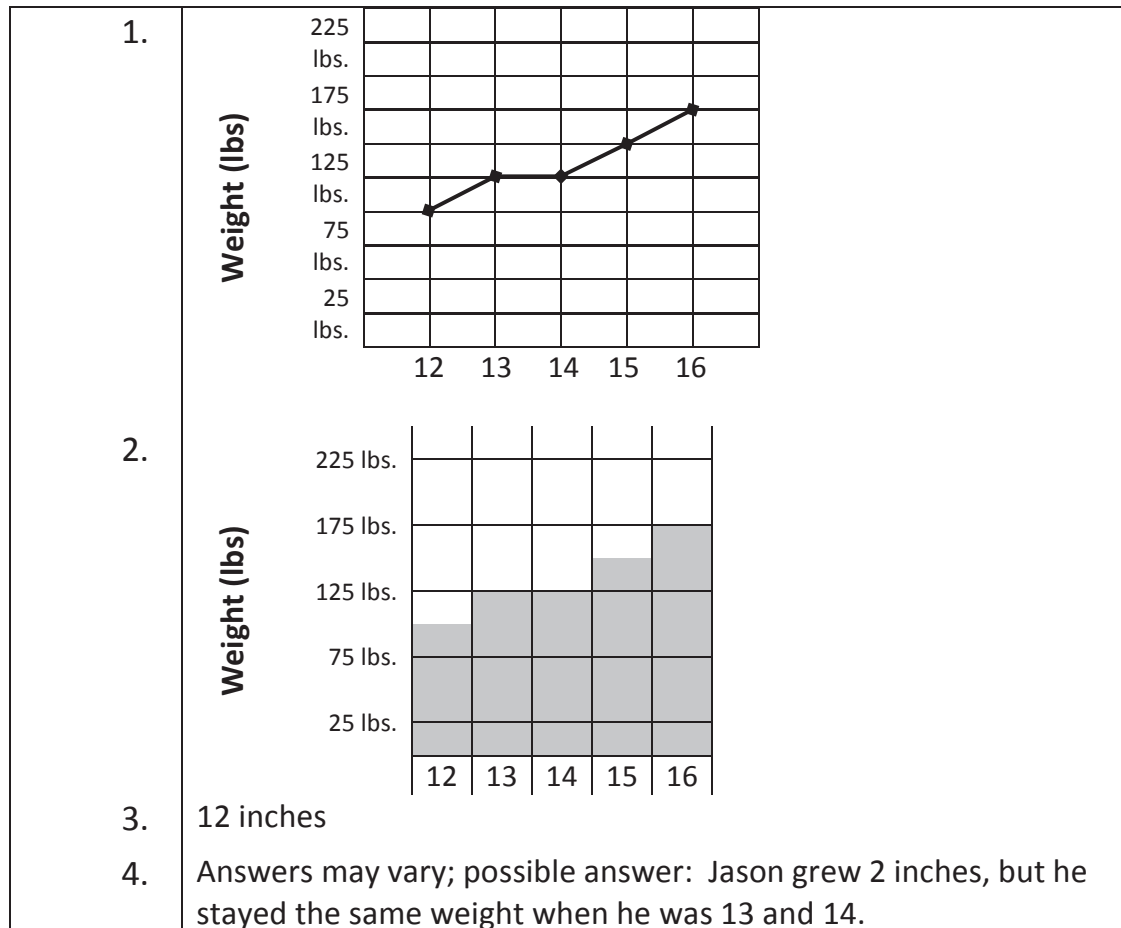 1.
225
lbs.
175
lbs.
125
lbs.
75
lbs.
25
lbs.
Weight (lbs)
12 13 14 15 16
2.
225 lbs.
175 lbs.
125 lbs.
75 lbs.
25 lbs.
Weight (lbs)
12 13 14 15 16
3. 12 inches
4. Answers may vary; possible answer: Jason grew 2 inches, but he
stayed the same weight when he was 13 and 14.